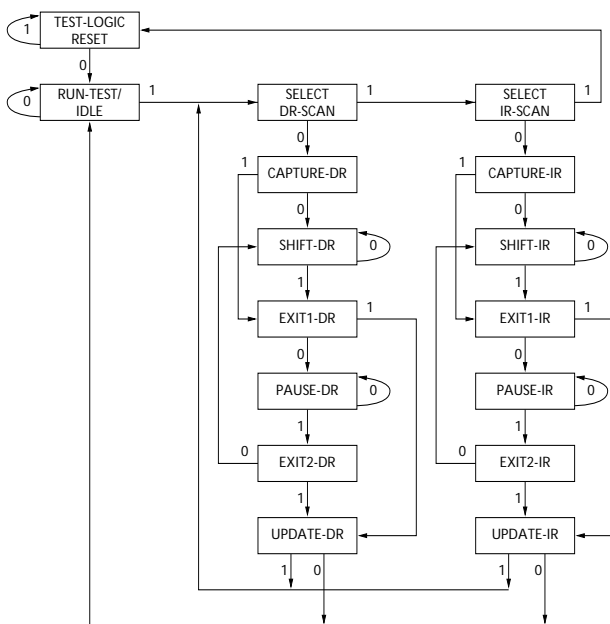 TEST-LOGIC
RESET
1
0
RUN-TEST/
IDLE
0
1
SELECT
DR-SCAN
1
SELECT
IR-SCAN
1
0
0
1
CAPTURE-DR
1
CAPTURE-IR
0
0
SHIFT-DR
0
SHIFT-IR
0
1
1
EXIT1-DR
1
EXIT1-IR
1
0
0
PAUSE-DR
0
PAUSE-IR
0
1
1
0
EXIT2-DR
0
EXIT2-IR
1
1
UPDATE-DR
UPDATE-IR
1
0
1
0